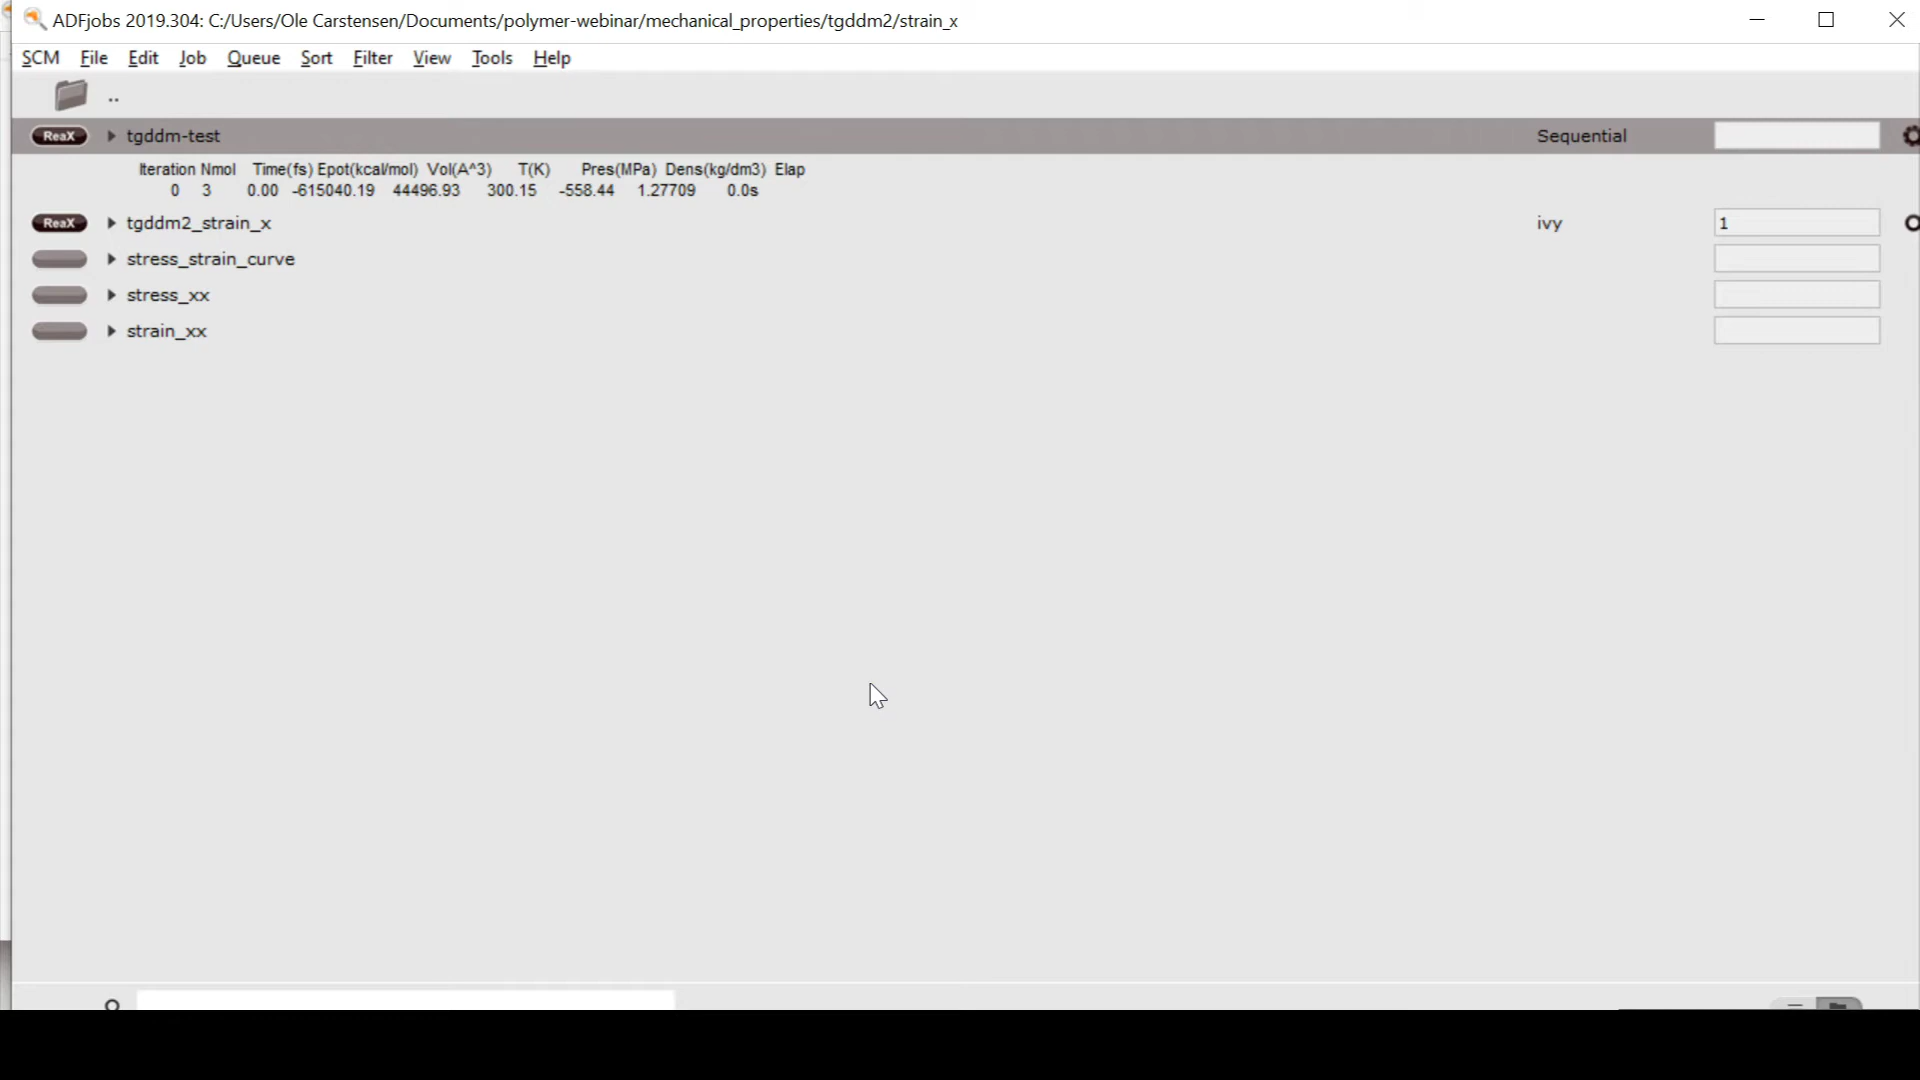 ADFjobs 2019.304: C:/Users/Ole Carstensen/Documents/polymer-webinar/mechanical_properties/tgddm2/strain_x
SCM File Edit Job Queue Sort Filter View Tools Help
..
ReaX tgddm-test Sequential
Iteration Nmol Time(fs) Epot(kcal/mol) Vol(A^3) T(K) Pres(MPa) Dens(kg/dm3) Elap
0 3 0.00 -615040.19 44496.93 300.15 -558.44 1.27709 0.0s
ReaX tgddm2_strain_x ivy 1
stress_strain_curve
stress_xx
strain_xx